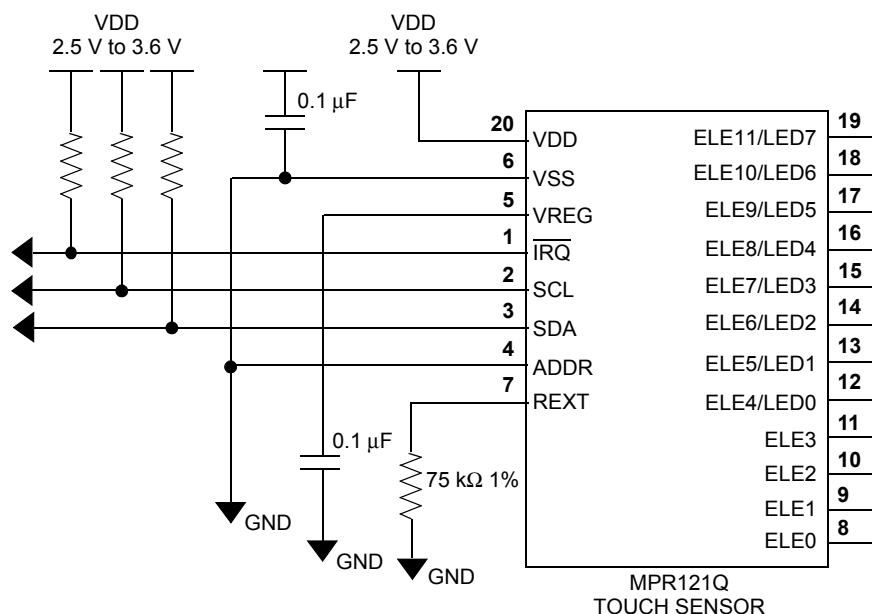 VDD
2.5 V to 3.6 V
VDD
2.5 V to 3.6 V
0.1 μF
20
VDD
6
VSS
5
VREG
1
IRQ
2
SCL
3
SDA
4
ADDR
7
REXT
ELE11/LED7
19
ELE10/LED6
18
ELE9/LED5
17
ELE8/LED4
16
ELE7/LED3
15
ELE6/LED2
14
ELE5/LED1
13
ELE4/LED0
12
ELE3
11
ELE2
10
ELE1
9
ELE0
8
0.1 μF
75 kΩ 1%
GND
GND
GND
MPR121Q
TOUCH SENSOR